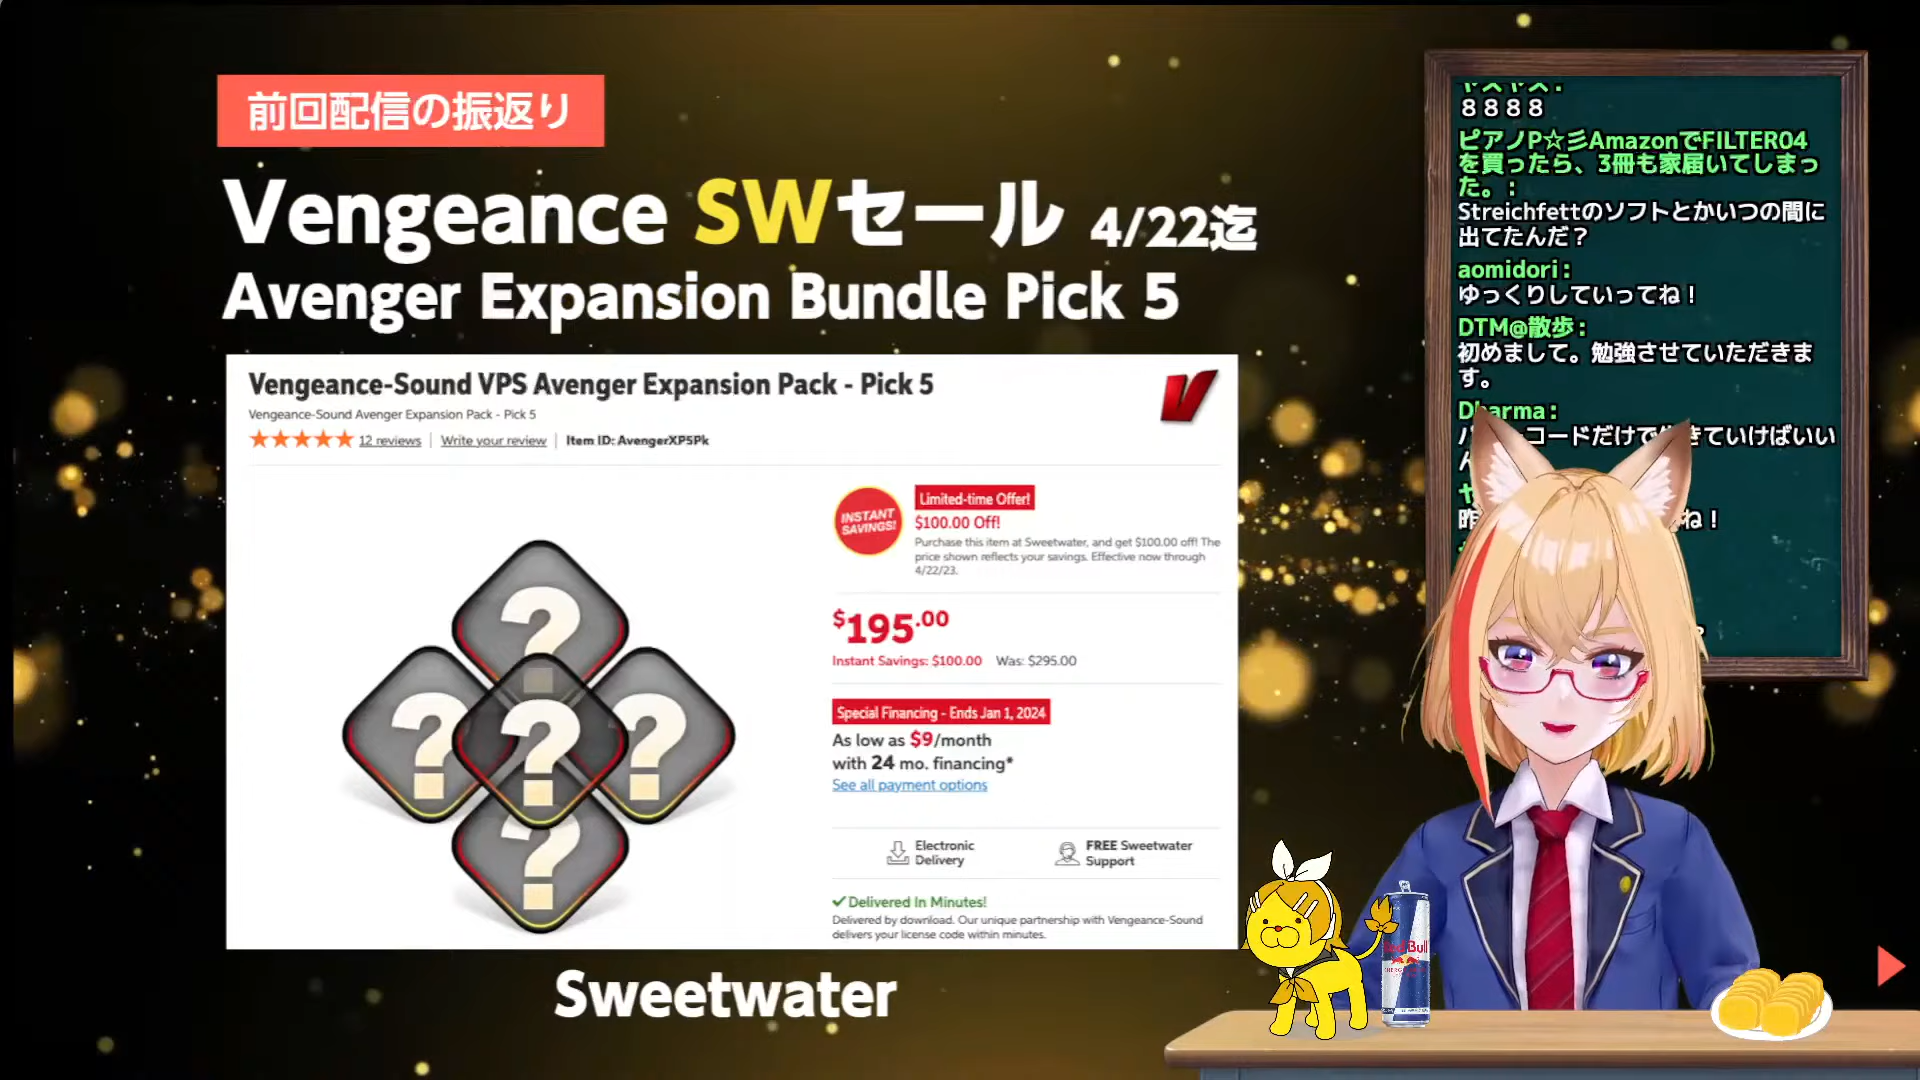 前回配信の振返り
Vengeance SWセール 4/22迄
Avenger Expansion Bundle Pick 5
Vengeance-Sound VPS Avenger Expansion Pack - Pick 5
Vengeance-Sound Avenger Expansion Pack - Pick 5
12 reviews | Write your review | Item ID: AvengerXP5Pk
INSTANT
SAVINGS!
Limited-time Offer!
$100.00 Off!
Purchase this item at Sweetwater, and get $100.00 off! The
price shown reflects your savings. Effective now through
4/22/23.
$195.00
Instant Savings: $100.00 Was: $295.00
Special Financing - Ends Jan 1, 2024
As low as $9/month
with 24 mo. financing*
See all payment options
Electronic
Delivery
FREE Sweetwater
Support
Delivered In Minutes!
Delivered by download. Our unique partnership with Vengeance-Sound
delivers your license code within minutes.
?
?
?
?
?
Sweetwater
8888
ピアノP☆彡AmazonでFILTER04
を買ったら、3冊も家届いてしまっ
た。:
Streichfettのソフトとかいつの間に
出てたんだ?
aomidori:
ゆっくりしていってね!
DTM@散歩:
初めまして。勉強させていただきま
す。
Dharma:
コードだけで
きていけばいい
ね!
Red Bull